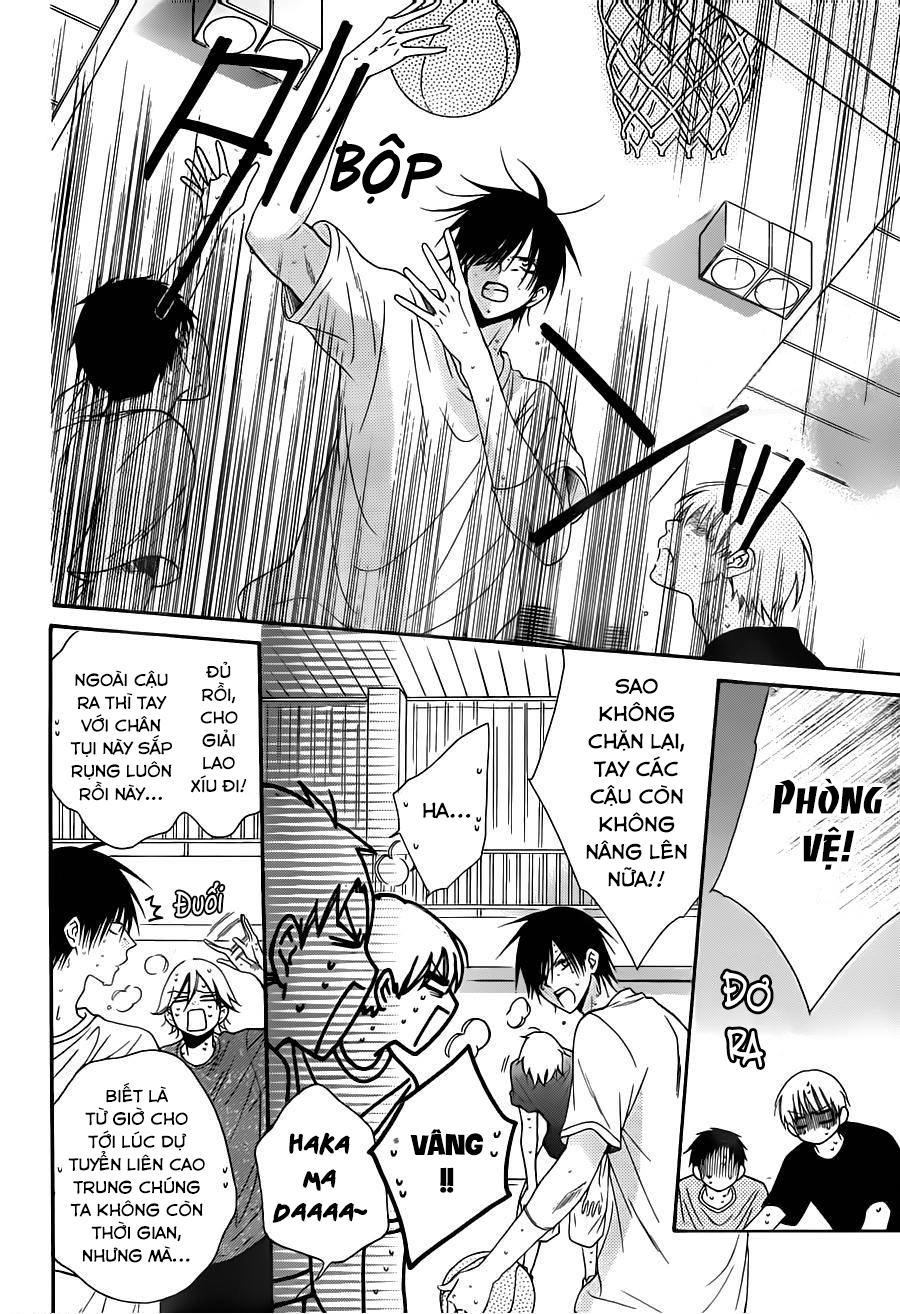 BỘP
PHÒNG
VỆ!
ĐƠ
RA
SAO
KHÔNG
CHẶN LẠI,
TAY CÁC
CẬU CÒN
KHÔNG
NÂNG LÊN
NỮA!!
HA...
VÂNG
!!
HAKA
MA
DAAAA~
ĐỦ
RỒI,
CHO
GIẢI
LAO
XÍU ĐI!
NGOÀI CẬU
RA THÌ TAY
VỚI CHÂN
TỤI NÀY SẮP
RỤNG LUÔN
RỒI NÀY...
ĐUỐI
BIẾT LÀ
TỪ GIỜ CHO
TỚI LÚC DỰ
TUYỂN LIÊN CAO
TRUNG CHÚNG
TA KHÔNG CÒN
THỜI GIAN,
NHƯNG MÀ...